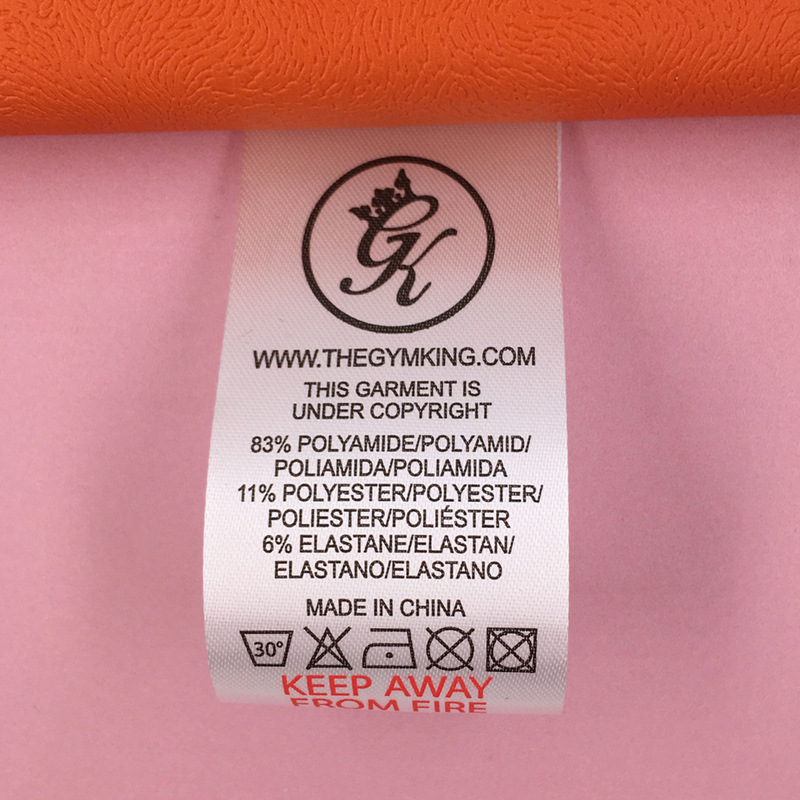 GK
WWW.THEGYMKING.COM
THIS GARMENT IS
UNDER COPYRIGHT
83% POLYAMIDE/POLYAMID/
POLIAMIDA/POLIAMIDA
11% POLYESTER/POLYESTER/
POLIESTER/POLIÉSTER
6% ELASTANE/ELASTAN/
ELASTANO/ELASTANO
MADE IN CHINA
30°
KEEP AWAY
FROM FIRE